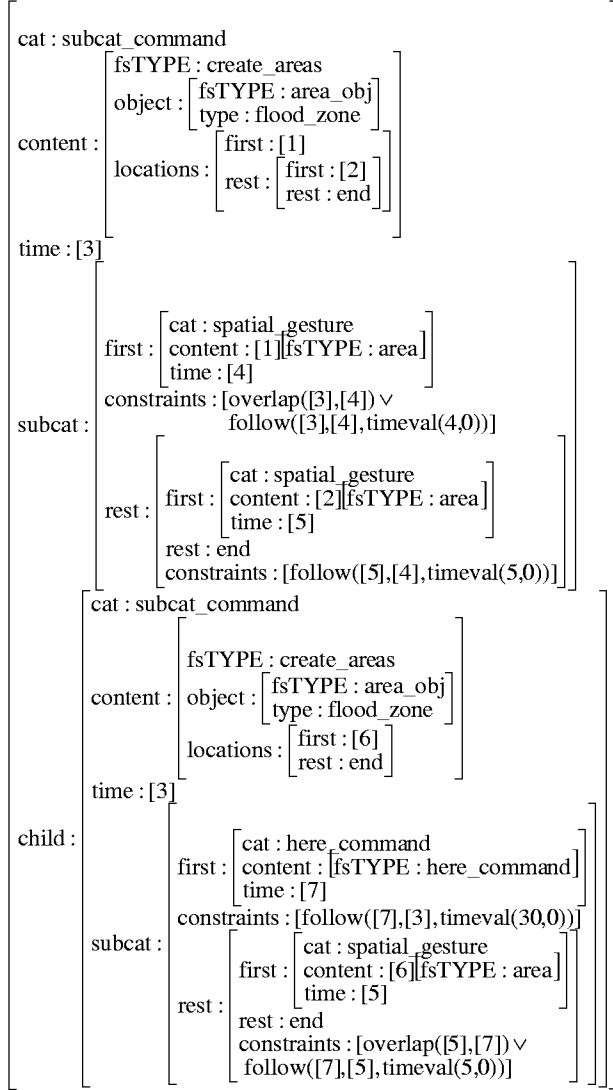 cat : subcat_command
fsTYPE : create_areas
object : [fsTYPE : area_obj
type : flood_zone]
content :
locations : [first : [1]
rest : [first : [2]
rest : end]]
time : [3]
first : [cat : spatial_gesture
content : [1][fsTYPE : area]
time : [4]]
constraints : [overlap([3],[4]) ∨
follow([3],[4],timeval(4,0))]
subcat :
rest : [first : [cat : spatial_gesture
content : [2][fsTYPE : area]
time : [5]]
rest : end
constraints : [follow([5],[4],timeval(5,0))]]
cat : subcat_command
fsTYPE : create_areas
content : object : [fsTYPE : area_obj
type : flood_zone]
locations : [first : [6]
rest : end]
time : [3]
child :
first : [cat : here_command
content : [fsTYPE : here_command]
time : [7]]
constraints : [follow([7],[3],timeval(30,0))]
subcat :
rest : [first : [cat : spatial_gesture
content : [6][fsTYPE : area]
time : [5]]
rest : end
constraints : [overlap([5],[7]) ∨
follow([7],[5],timeval(5,0))]]